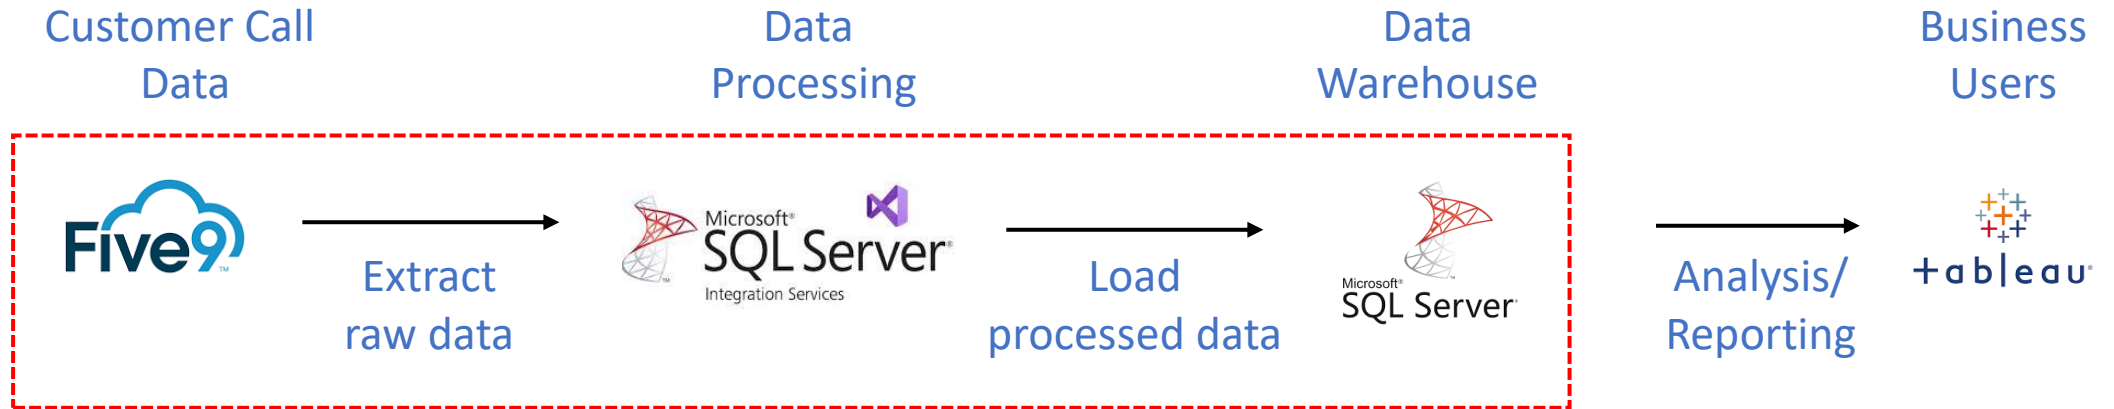 Customer Call
Data
Data
Processing
Data
Warehouse
Business
Users
Five9™
Extract
raw data
Microsoft®
SQL Server®
Integration Services
Load
processed data
Microsoft®
SQL Server®
Analysis/
Reporting
+ableau®